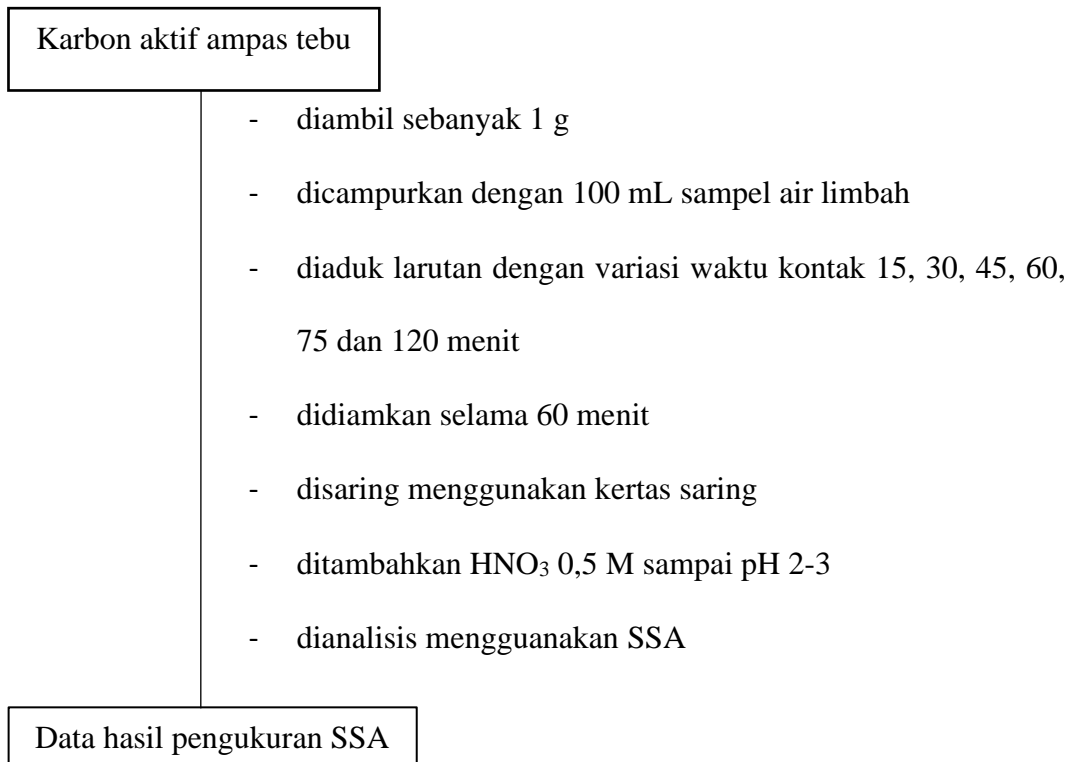 Karbon aktif ampas tebu
- diambil sebanyak 1 g
- dicampurkan dengan 100 mL sampel air limbah
- diaduk larutan dengan variasi waktu kontak 15, 30, 45, 60,
75 dan 120 menit
- didiamkan selama 60 menit
- disaring menggunakan kertas saring
- ditambahkan HNO₃ 0,5 M sampai pH 2-3
- dianalisis mengguanakan SSA
Data hasil pengukuran SSA